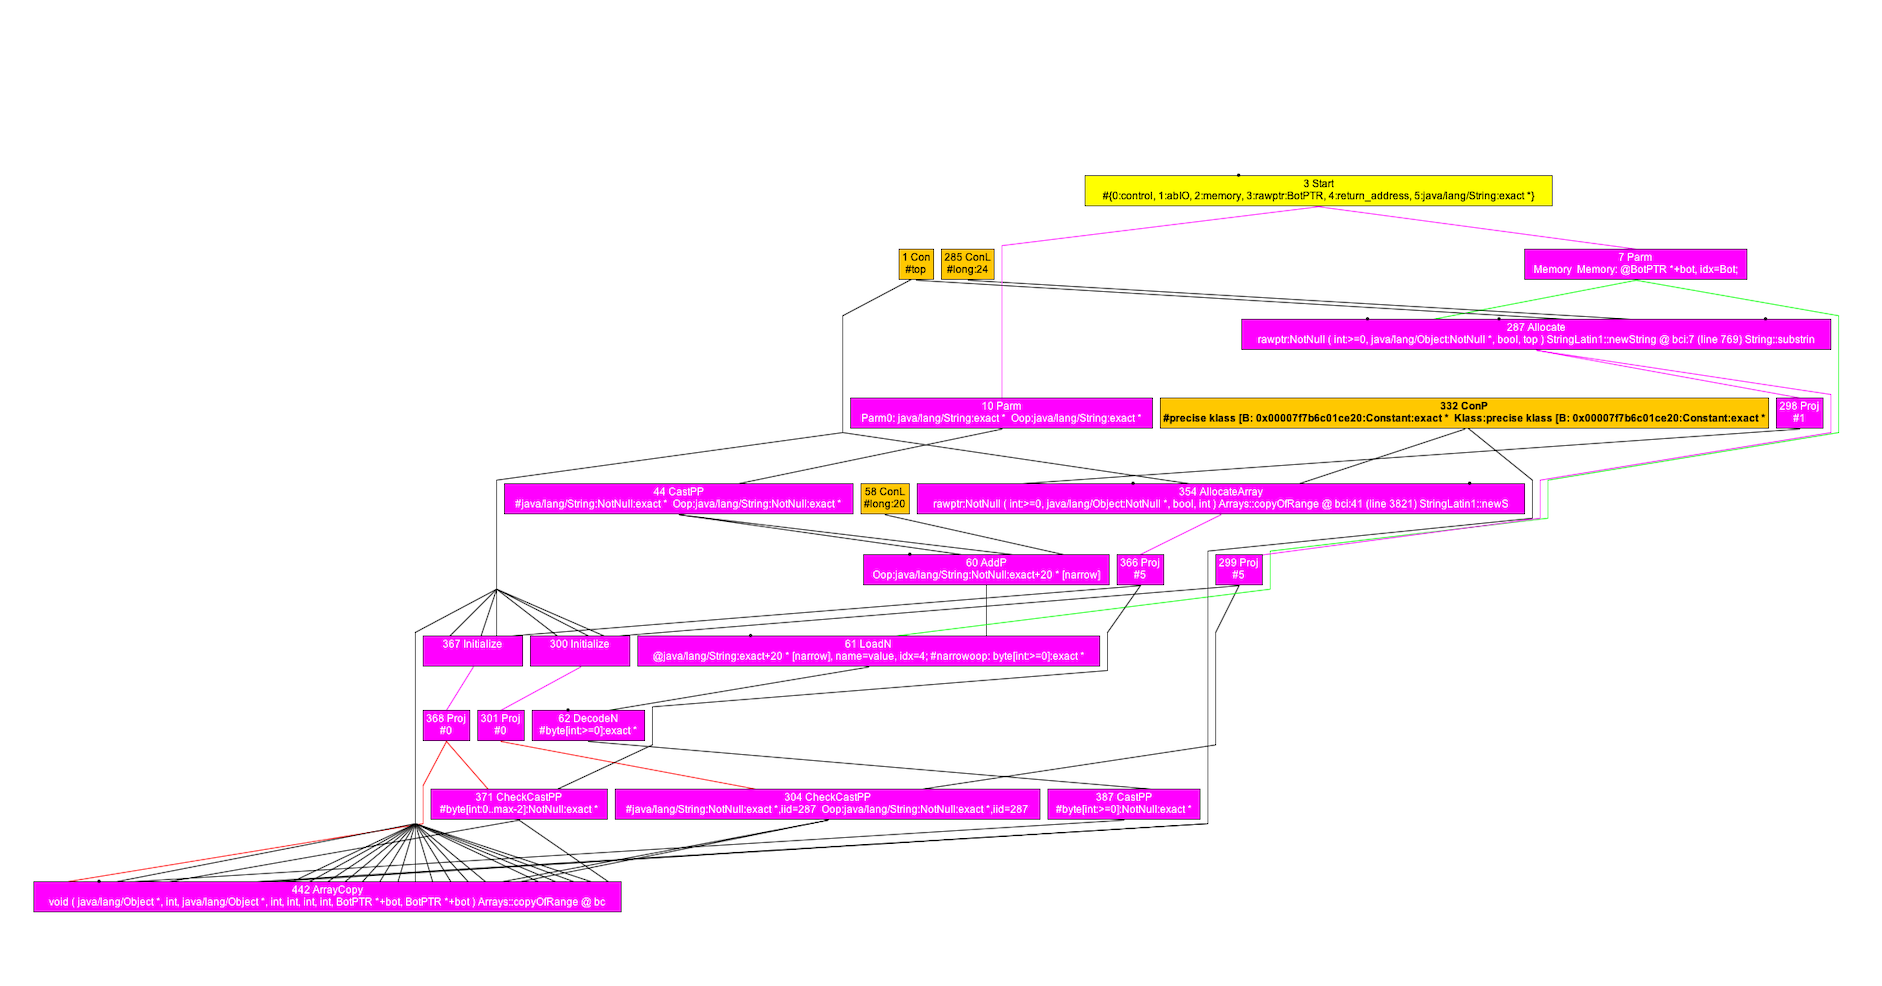 3 Start
#{0:control, 1:abIO, 2:memory, 3:rawptr:BotPTR, 4:return_address, 5:java/lang/String:exact *}
1 Con
#top
285 ConL
#long:24
7 Parm
Memory  Memory: @BotPTR *+bot, idx=Bot;
287 Allocate
rawptr:NotNull ( int:>=0, java/lang/Object:NotNull *, bool, top ) StringLatin1::newString @ bci:7 (line 769) String::substrin
10 Parm
Parm0: java/lang/String:exact *  Oop:java/lang/String:exact *
332 ConP
#precise klass [B: 0x00007f7b6c01ce20:Constant:exact *  Klass:precise klass [B: 0x00007f7b6c01ce20:Constant:exact *
298 Proj
#1
44 CastPP
#java/lang/String:NotNull:exact *  Oop:java/lang/String:NotNull:exact *
58 ConL
#long:20
354 AllocateArray
rawptr:NotNull ( int:>=0, java/lang/Object:NotNull *, bool, int ) Arrays::copyOfRange @ bci:41 (line 3821) StringLatin1::newS
60 AddP
Oop:java/lang/String:NotNull:exact+20 * [narrow]
366 Proj
#5
299 Proj
#5
367 Initialize
300 Initialize
61 LoadN
@java/lang/String:exact+20 * [narrow], name=value, idx=4; #narrowoop: byte[int:>=0]:exact *
368 Proj
#0
301 Proj
#0
62 DecodeN
#byte[int:>=0]:exact *
371 CheckCastPP
#byte[int:0..max-2]:NotNull:exact *
304 CheckCastPP
#java/lang/String:NotNull:exact *,iid=287  Oop:java/lang/String:NotNull:exact *,iid=287
387 CastPP
#byte[int:>=0]:NotNull:exact *
442 ArrayCopy
void ( java/lang/Object *, int, java/lang/Object *, int, int, int, int, BotPTR *+bot, BotPTR *+bot ) Arrays::copyOfRange @ bc